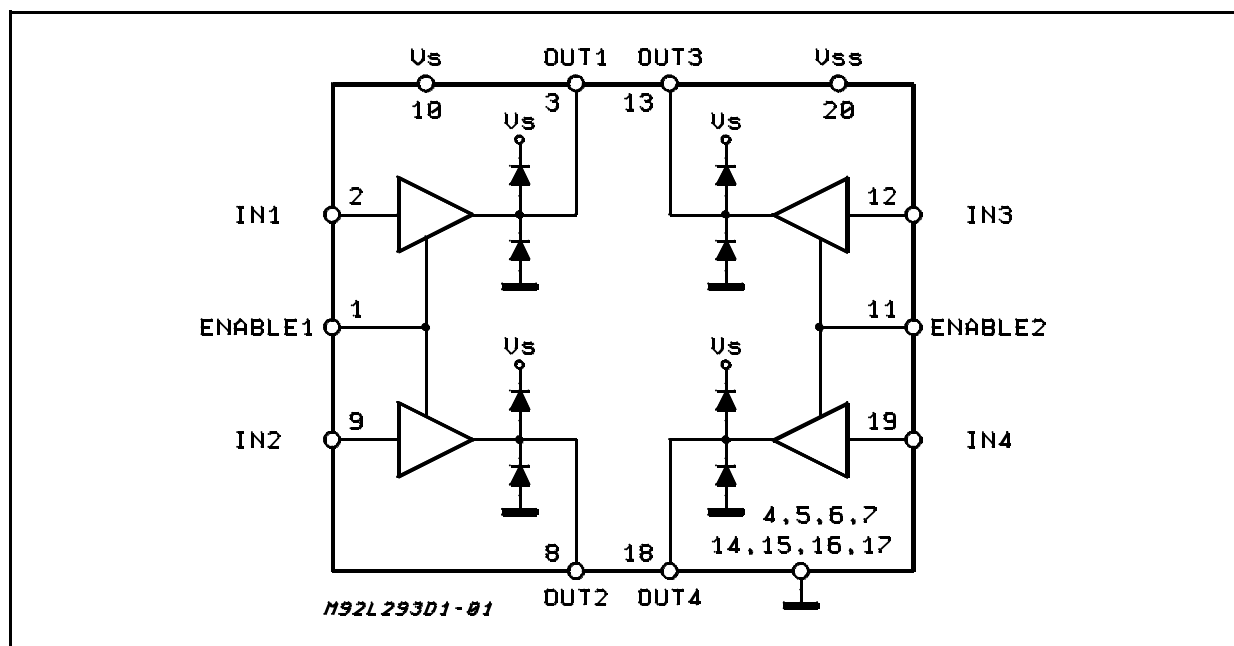 Vs OUT1 OUT3 Vss
10 3 13 20
Vs Vs
IN1 2 12 IN3
ENABLE1 1 11 ENABLE2
Vs Vs
IN2 9 19 IN4
4,5,6,7
8 18 14,15,16,17
OUT2 OUT4
M92L293D1-01